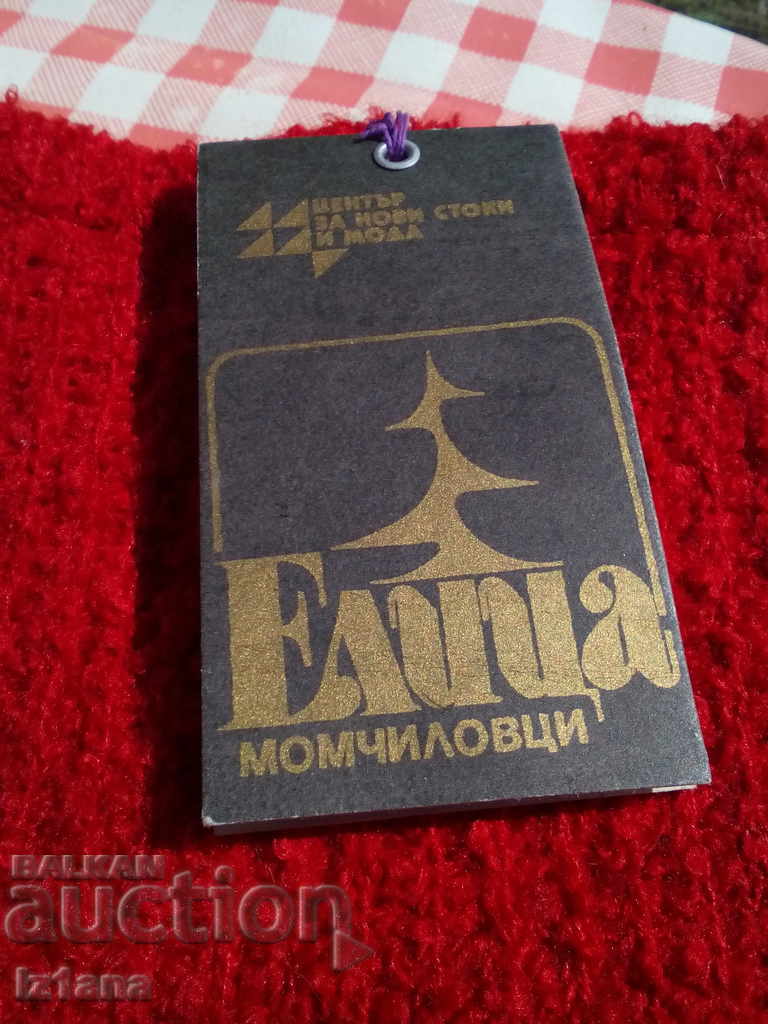 ЦЕНТЪР
ЗА НОВИ СТОКИ
И МОДА
Елица
МОМЧИЛОВЦИ
BALKAN
auction
Iz1ana